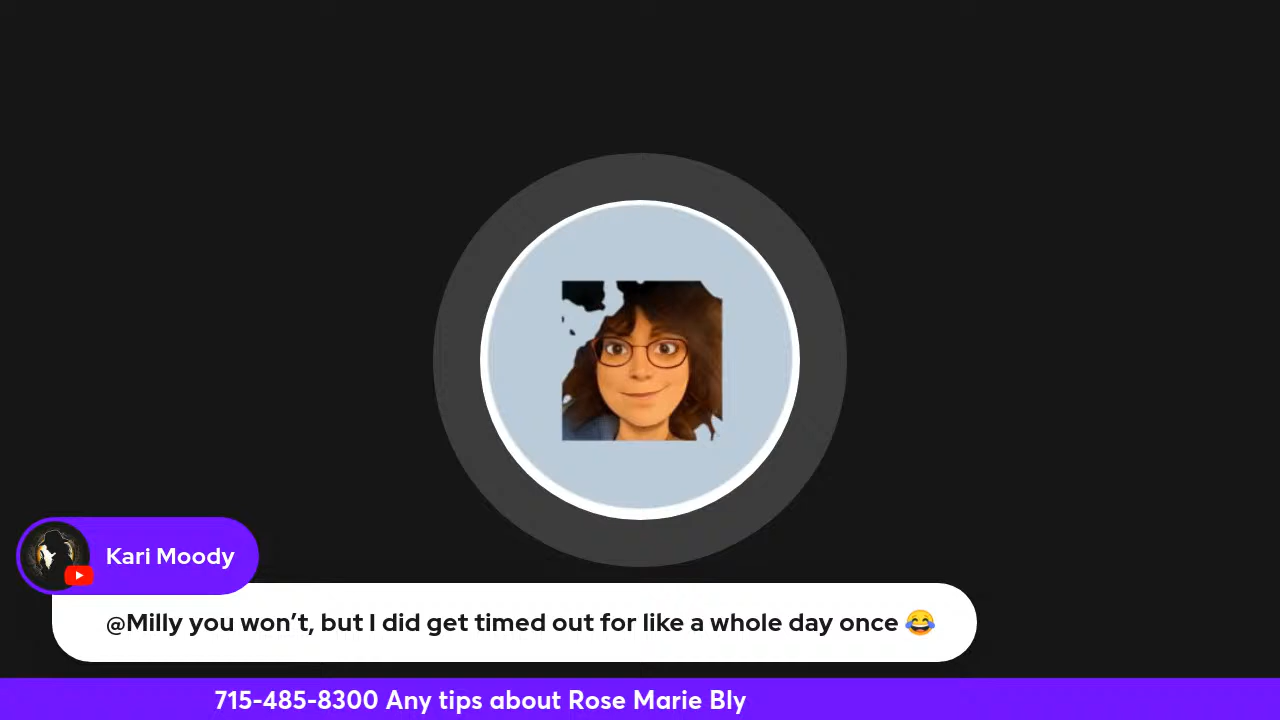 Kari Moody
@Milly you won’t, but I did get timed out for like a whole day once 😂
715-485-8300 Any tips about Rose Marie Bly